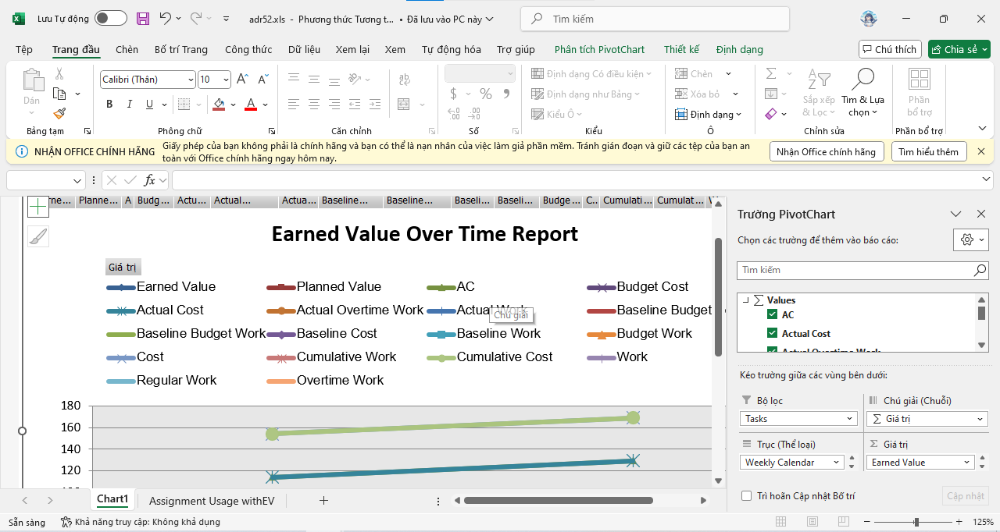 Lưu Tự động
adr52.xls - Phương thức Tương t... • Đã lưu vào PC này
Tìm kiếm
Tệp Trang đầu Chèn Bố trí Trang Công thức Dữ liệu Xem lại Xem Tự động hóa Trợ giúp Phân tích PivotChart Thiết kế Định dạng
Chú thích Chia sẻ
Dán
Calibri (Thân) 10
B I U
ab
Định dạng Có điều kiện
Định dạng như Bảng
Kiểu Ô
Chèn
Xóa bỏ
Định dạng
Sắp xếp & Lọc
Tìm & Lựa chọn
Phần bổ trợ
Bảng tạm Phông chữ Căn chỉnh Số Kiểu Ô Chỉnh sửa Phần bổ trợ
NHẬN OFFICE CHÍNH HÃNG
Giấy phép của bạn không phải là chính hãng và bạn có thể là nạn nhân của việc làm giả phần mềm. Tránh gián đoạn và giữ các tệp của bạn an
toàn với Office chính hãng ngay hôm nay.
Nhận Office chính hãng
Tìm hiểu thêm
fx
Planne... A Budg... Actu... Actual... Actua... Baseline... Baseline... Baseli... Baseli... Budge... C.. Cumulati... Cumulat...
Earned Value Over Time Report
Giá trị
Earned Value Planned Value AC Budget Cost
Actual Cost Actual Overtime Work Actual Work Baseline Budget
Chú giải
Baseline Budget Work Baseline Cost Baseline Work Budget Work
Cost Cumulative Work Cumulative Cost Work
Regular Work Overtime Work
180
160
140
120
Trường PivotChart
Chọn các trường để thêm vào báo cáo:
Tìm kiếm
Σ Values
AC
Actual Cost
Actual Overtime Work
Kéo trường giữa các vùng bên dưới:
Bộ lọc
Tasks
Chú giải (Chuỗi)
Σ Giá trị
Trục (Thể loại)
Weekly Calendar
Σ Giá trị
Earned Value
Trì hoãn Cập nhật Bố trí
Cập nhật
Chart1 Assignment Usage withEV
Sẵn sàng
Khả năng truy cập: Không khả dụng
125%